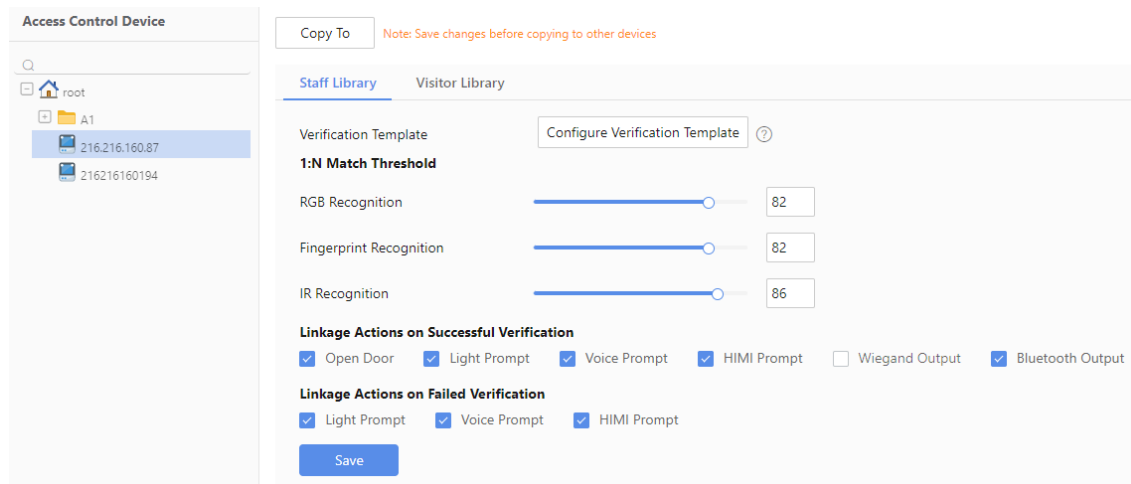 Access Control Device
Copy To
Note: Save changes before copying to other devices
root
A1
216.216.160.87
216216160194
Staff Library
Visitor Library
Verification Template
Configure Verification Template
?
1:N Match Threshold
RGB Recognition
82
Fingerprint Recognition
82
IR Recognition
86
Linkage Actions on Successful Verification
Open Door
Light Prompt
Voice Prompt
HIMI Prompt
Wiegand Output
Bluetooth Output
Linkage Actions on Failed Verification
Light Prompt
Voice Prompt
HIMI Prompt
Save